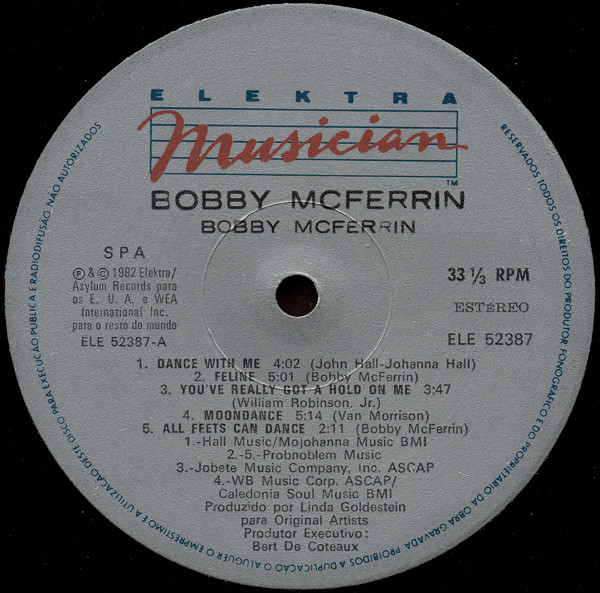 ELEKTRA
Musician
TM
BOBBY MCFERRIN
BOBBY MCFERRIN
SPA
℗ & © 1982 Elektra/
Asylum Records para
os E. U. A. e WEA
International Inc.
para o resto do mundo
ELE 52387-A
33 1/3 RPM
ESTÉREO
ELE 52387
1. DANCE WITH ME 4:02 (John Hall-Johanna Hall)
2. FELINE 5:01 (Bobby McFerrin)
3. YOU'VE REALLY GOT A HOLD ON ME 3:47
(William Robinson, Jr.)
4. MOONDANCE 5:14 (Van Morrison)
5. ALL FEETS CAN DANCE 2:11 (Bobby McFerrin)
1.-Hall Music/Mojohanna Music BMI
2.-5.-Probnoblem Music
3.-Jobete Music Company, Inc. ASCAP
4.-WB Music Corp. ASCAP/
Caledonia Soul Music BMI
Produzido por Linda Goldestein
para Original Artists
Produtor Executivo:
Bert De Coteaux
RESERVADOS TODOS OS DIREITOS DO PRODUTOR FONOGRÁFICO E DO PROPRIETÁRIO DA OBRA GRAVADA PROIBIDOS A DUPLICAÇÃO O ALUGUER O EMPRÉSTIMO E A UTILIZAÇÃO DESTE DISCO PARA EXECUÇÃO PÚBLICA E RADIODIFUSÃO. NÃO AUTORIZADOS